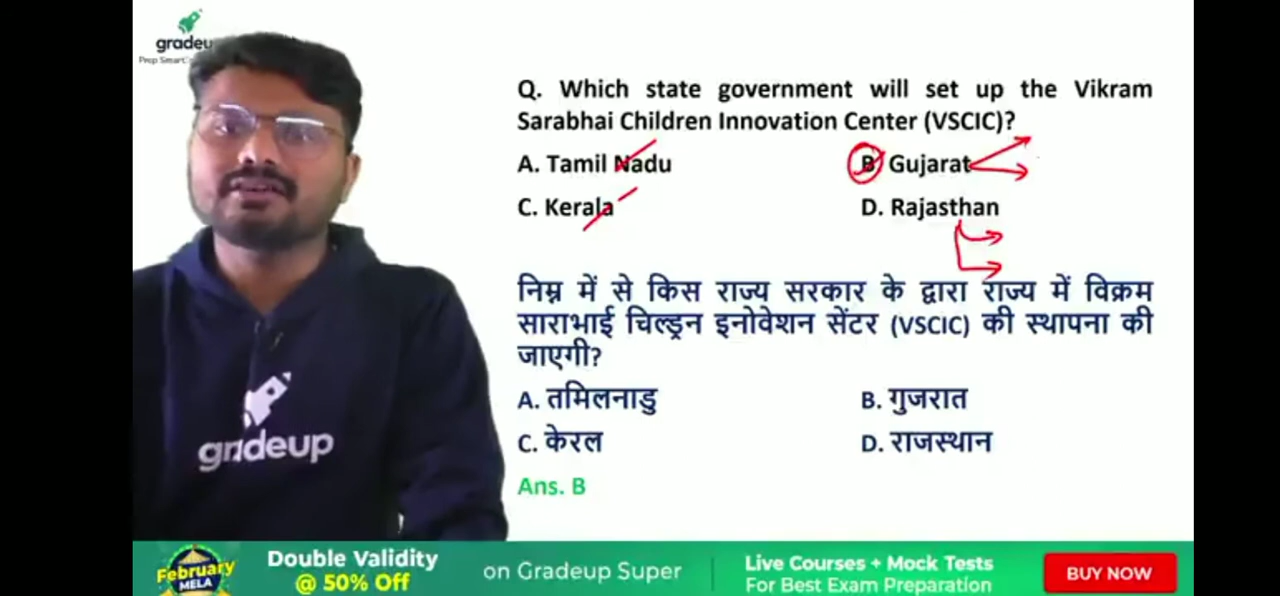 gradeu
Prep Smart
Q. Which state government will set up the Vikram
Sarabhai Children Innovation Center (VSCIC)?
A. Tamil Nadu
B. Gujarat
C. Kerala
D. Rajasthan
निम्न में से किस राज्य सरकार के द्वारा राज्य में विक्रम
साराभाई चिल्ड्रन इनोवेशन सेंटर (VSCIC) की स्थापना की
जाएगी?
A. तमिलनाडु
B. गुजरात
C. केरल
D. राजस्थान
Ans. B
gradeup
February
MELA
Double Validity
@ 50% Off
on Gradeup Super
Live Courses + Mock Tests
For Best Exam Preparation
BUY NOW